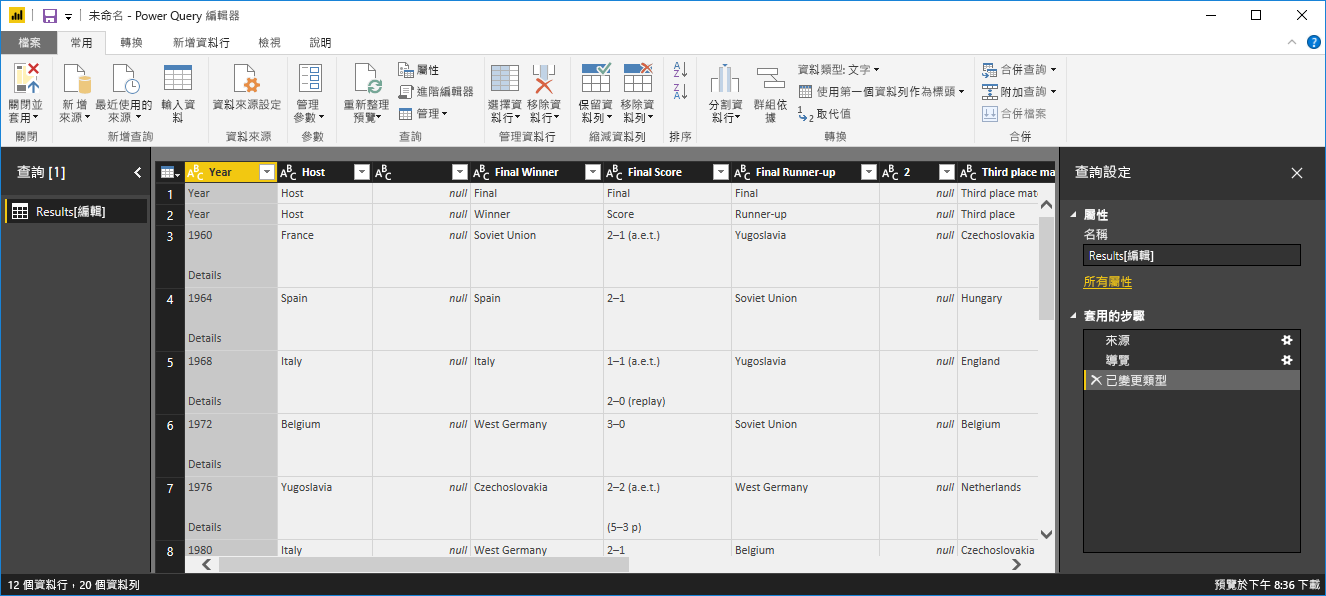 未命名 - Power Query 編輯器
檔案 常用 轉換 新增資料行 檢視 說明
關閉並套用
新增來源
最近使用的來源
輸入資料
資料來源設定
管理參數
重新整理預覽
屬性
進階編輯器
管理
選擇資料行
移除資料行
保留資料列
移除資料列
分割資料行
群組依據
資料類型: 文字
使用第一個資料列作為標頭
取代值
合併查詢
附加查詢
合併檔案
關閉 新增查詢 資料來源 參數 查詢 管理資料行 縮減資料列 排序 轉換 合併
查詢 [1]
Results[編輯]
Year Host Final Winner Final Score Final Runner-up 2 Third place ma
1 Year Host null Final Final Final null Third place mat
2 Year Host null Winner Score Runner-up null Third place
3 1960 France null Soviet Union 2–1 (a.e.t.) Yugoslavia null Czechoslovakia
Details
4 1964 Spain null Spain 2–1 Soviet Union null Hungary
Details
5 1968 Italy null Italy 1–1 (a.e.t.) Yugoslavia null England
Details 2–0 (replay)
6 1972 Belgium null West Germany 3–0 Soviet Union null Belgium
Details
7 1976 Yugoslavia null Czechoslovakia 2–2 (a.e.t.) West Germany null Netherlands
Details (5–3 p)
8 1980 Italy null West Germany 2–1 Belgium null Czechoslovakia
查詢設定
屬性
名稱
Results[編輯]
所有屬性
套用的步驟
來源
導覽
已變更類型
12 個資料行，20 個資料列
預覽於下午 8:36 下載